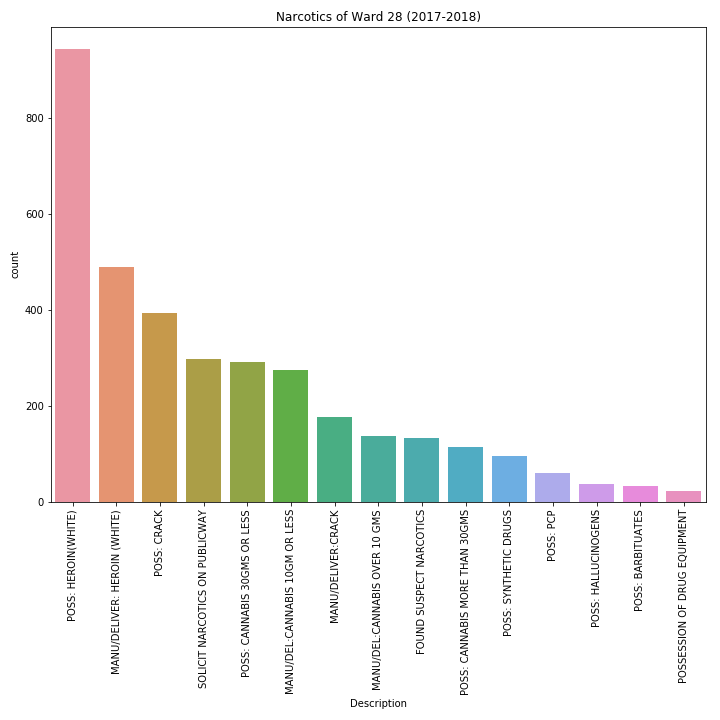 Narcotics of Ward 28 (2017-2018)
count
800
600
400
200
0
POSS: HEROIN(WHITE)
MANU/DELIVER: HEROIN (WHITE)
POSS: CRACK
SOLICIT NARCOTICS ON PUBLICWAY
POSS: CANNABIS 30GMS OR LESS
MANU/DEL:CANNABIS 10GM OR LESS
MANU/DELIVER:CRACK
MANU/DEL:CANNABIS OVER 10 GMS
FOUND SUSPECT NARCOTICS
POSS: CANNABIS MORE THAN 30GMS
POSS: SYNTHETIC DRUGS
POSS: PCP
POSS: HALLUCINOGENS
POSS: BARBITUATES
POSSESSION OF DRUG EQUIPMENT
Description